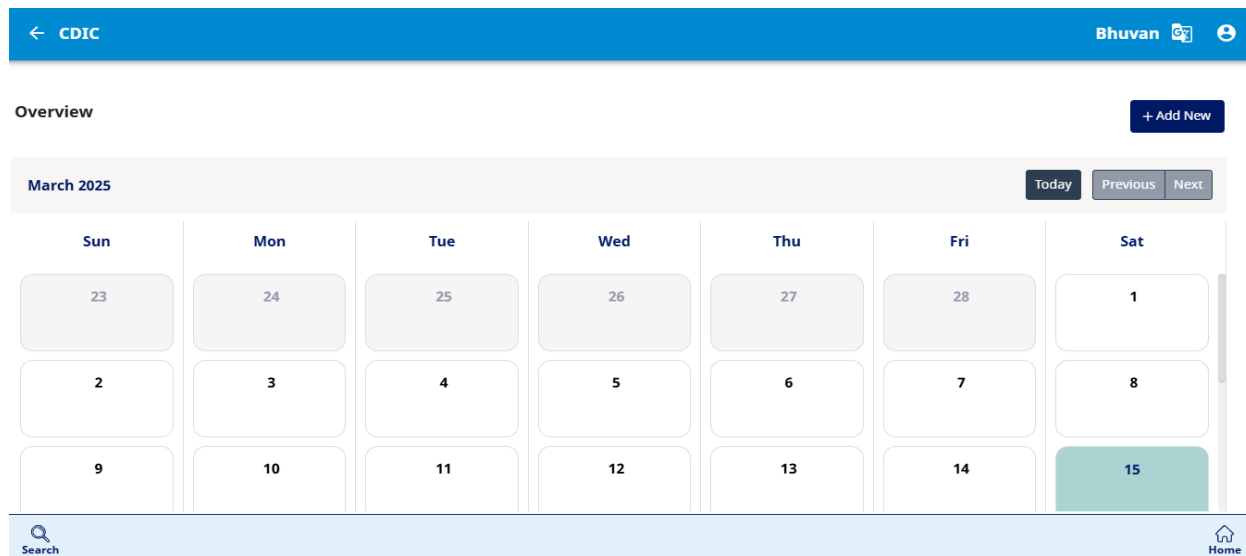 CDIC Bhuvan
Overview
+ Add New
March 2025 Today Previous Next
Sun Mon Tue Wed Thu Fri Sat
23 24 25 26 27 28 1
2 3 4 5 6 7 8
9 10 11 12 13 14 15
Search Home